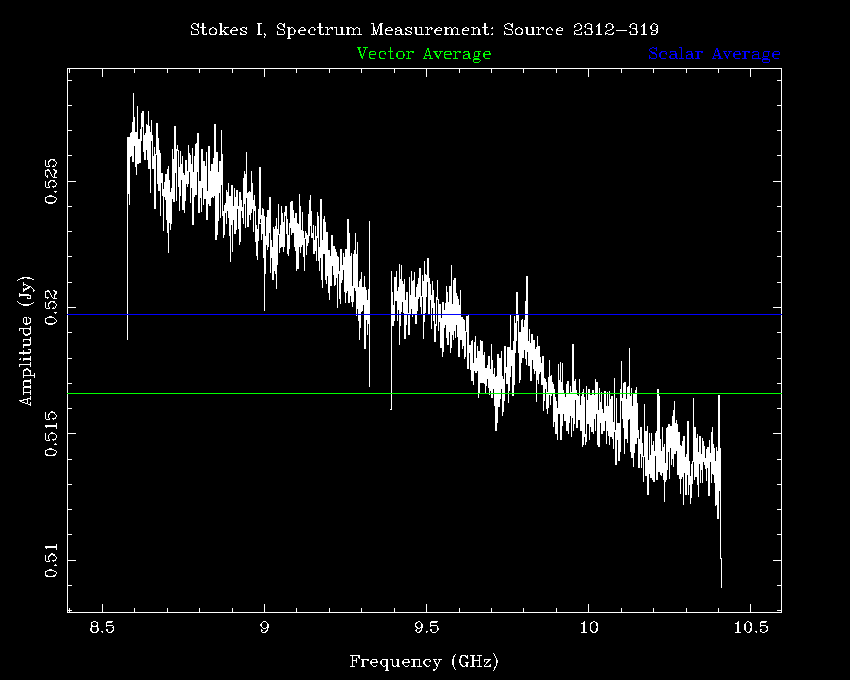 Stokes I, Spectrum Measurement: Source 2312−319
Vector Average Scalar Average
0.525
0.52
0.515
0.51
Amplitude (Jy)
8.5 9 9.5 10 10.5
Frequency (GHz)